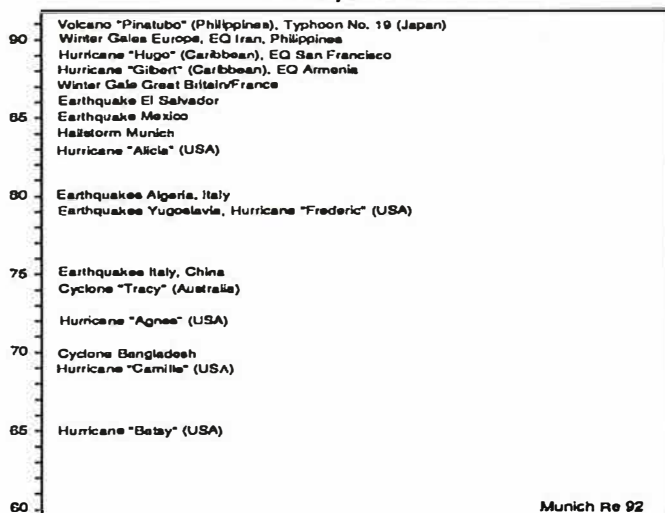 90 Volcano "Pinatubo" (Philippines), Typhoon No. 19 (Japan)
Winter Gales Europe, EQ Iran, Philippines
Hurricane "Hugo" (Caribbean), EQ San Francisco
Hurricane "Gilbert" (Caribbean), EQ Armenia
Winter Gale Great Britain/France
Earthquake El Salvador
85 Earthquake Mexico
Hailstorm Munich
Hurricane "Alicia" (USA)
80 Earthquakes Algeria, Italy
Earthquakes Yugoslavia, Hurricane "Frederic" (USA)
75 Earthquakes Italy, China
Cyclone "Tracy" (Australia)
Hurricane "Agnes" (USA)
70 Cyclone Bangladesh
Hurricane "Camille" (USA)
65 Hurricane "Betsy" (USA)
60 Munich Re 92